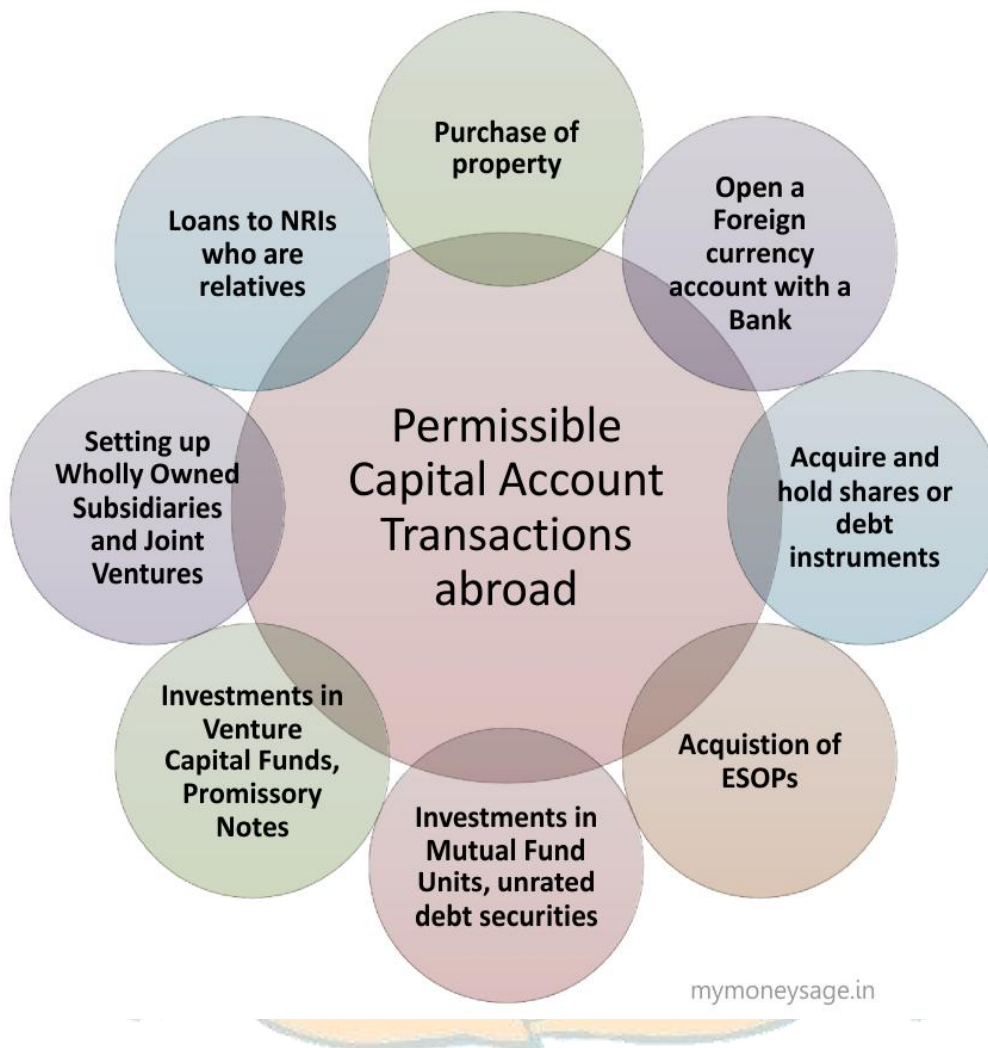 Purchase of
property
Open a
Foreign
currency
account with a
Bank
Acquire and
hold shares or
debt
instruments
Acquistion of
ESOPs
Investments in
Mutual Fund
Units, unrated
debt securities
Investments in
Venture
Capital Funds,
Promissory
Notes
Setting up
Wholly Owned
Subsidiaries
and Joint
Ventures
Loans to NRIs
who are
relatives
Permissible
Capital Account
Transactions
abroad
mymoneysage.in